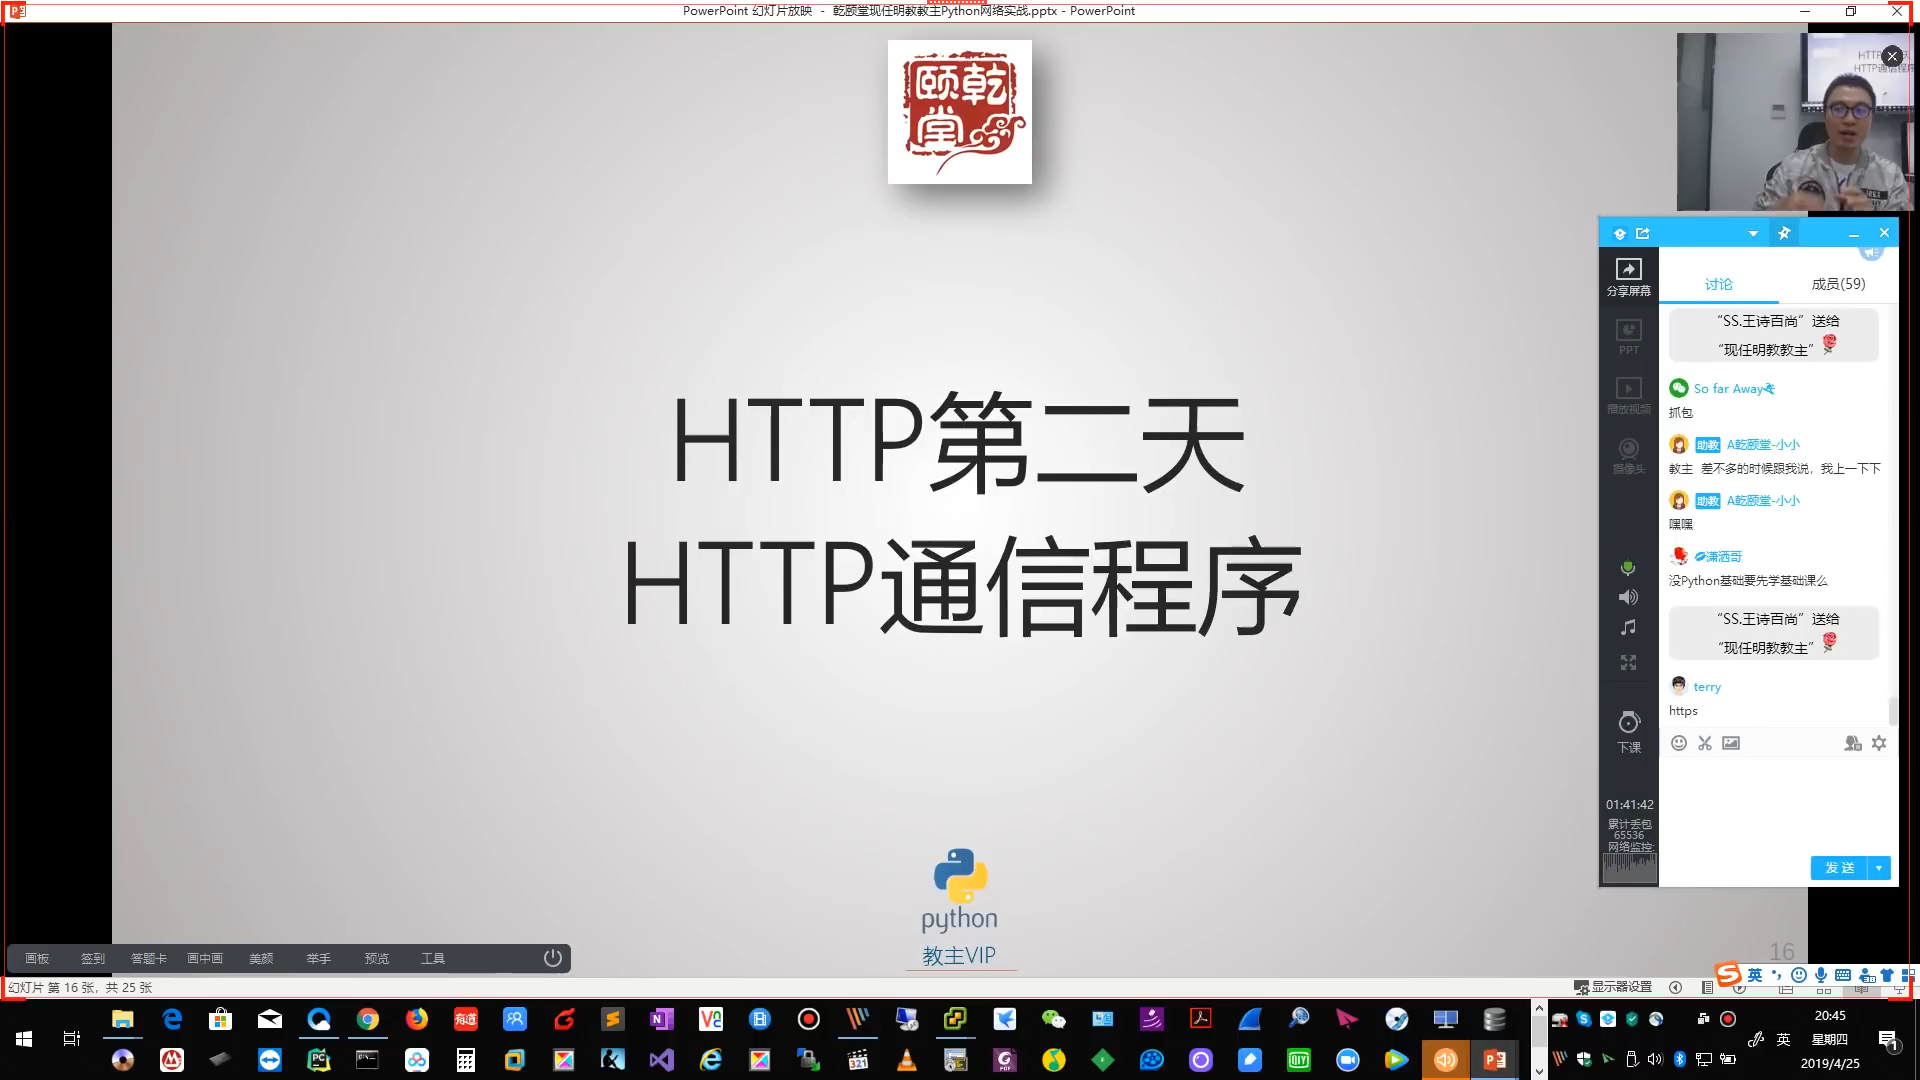 PowerPoint 幻灯片放映 - 乾颐堂现任明教教主Python网络实战.pptx - PowerPoint
颐乾
堂
HTTP第二天
HTTP通信程序
python
教主VIP
16
分享屏幕
PPT
播放视频
摄像头
下课
01:41:42
累计丢包
65536
网络监控:
讨论
成员(59)
“SS.王诗百尚”送给
“现任明教教主”
So far Away
抓包
助教 A乾颐堂-小小
教主 差不多的时候跟我说，我上一下下
助教 A乾颐堂-小小
嘿嘿
潇洒哥
没Python基础要先学基础课么
“SS.王诗百尚”送给
“现任明教教主”
terry
https
发送
画板 签到 答题卡 画中画 美颜 举手 预览 工具
幻灯片 第 16 张，共 25 张
显示器设置
英
英
20:45
星期四
2019/4/25